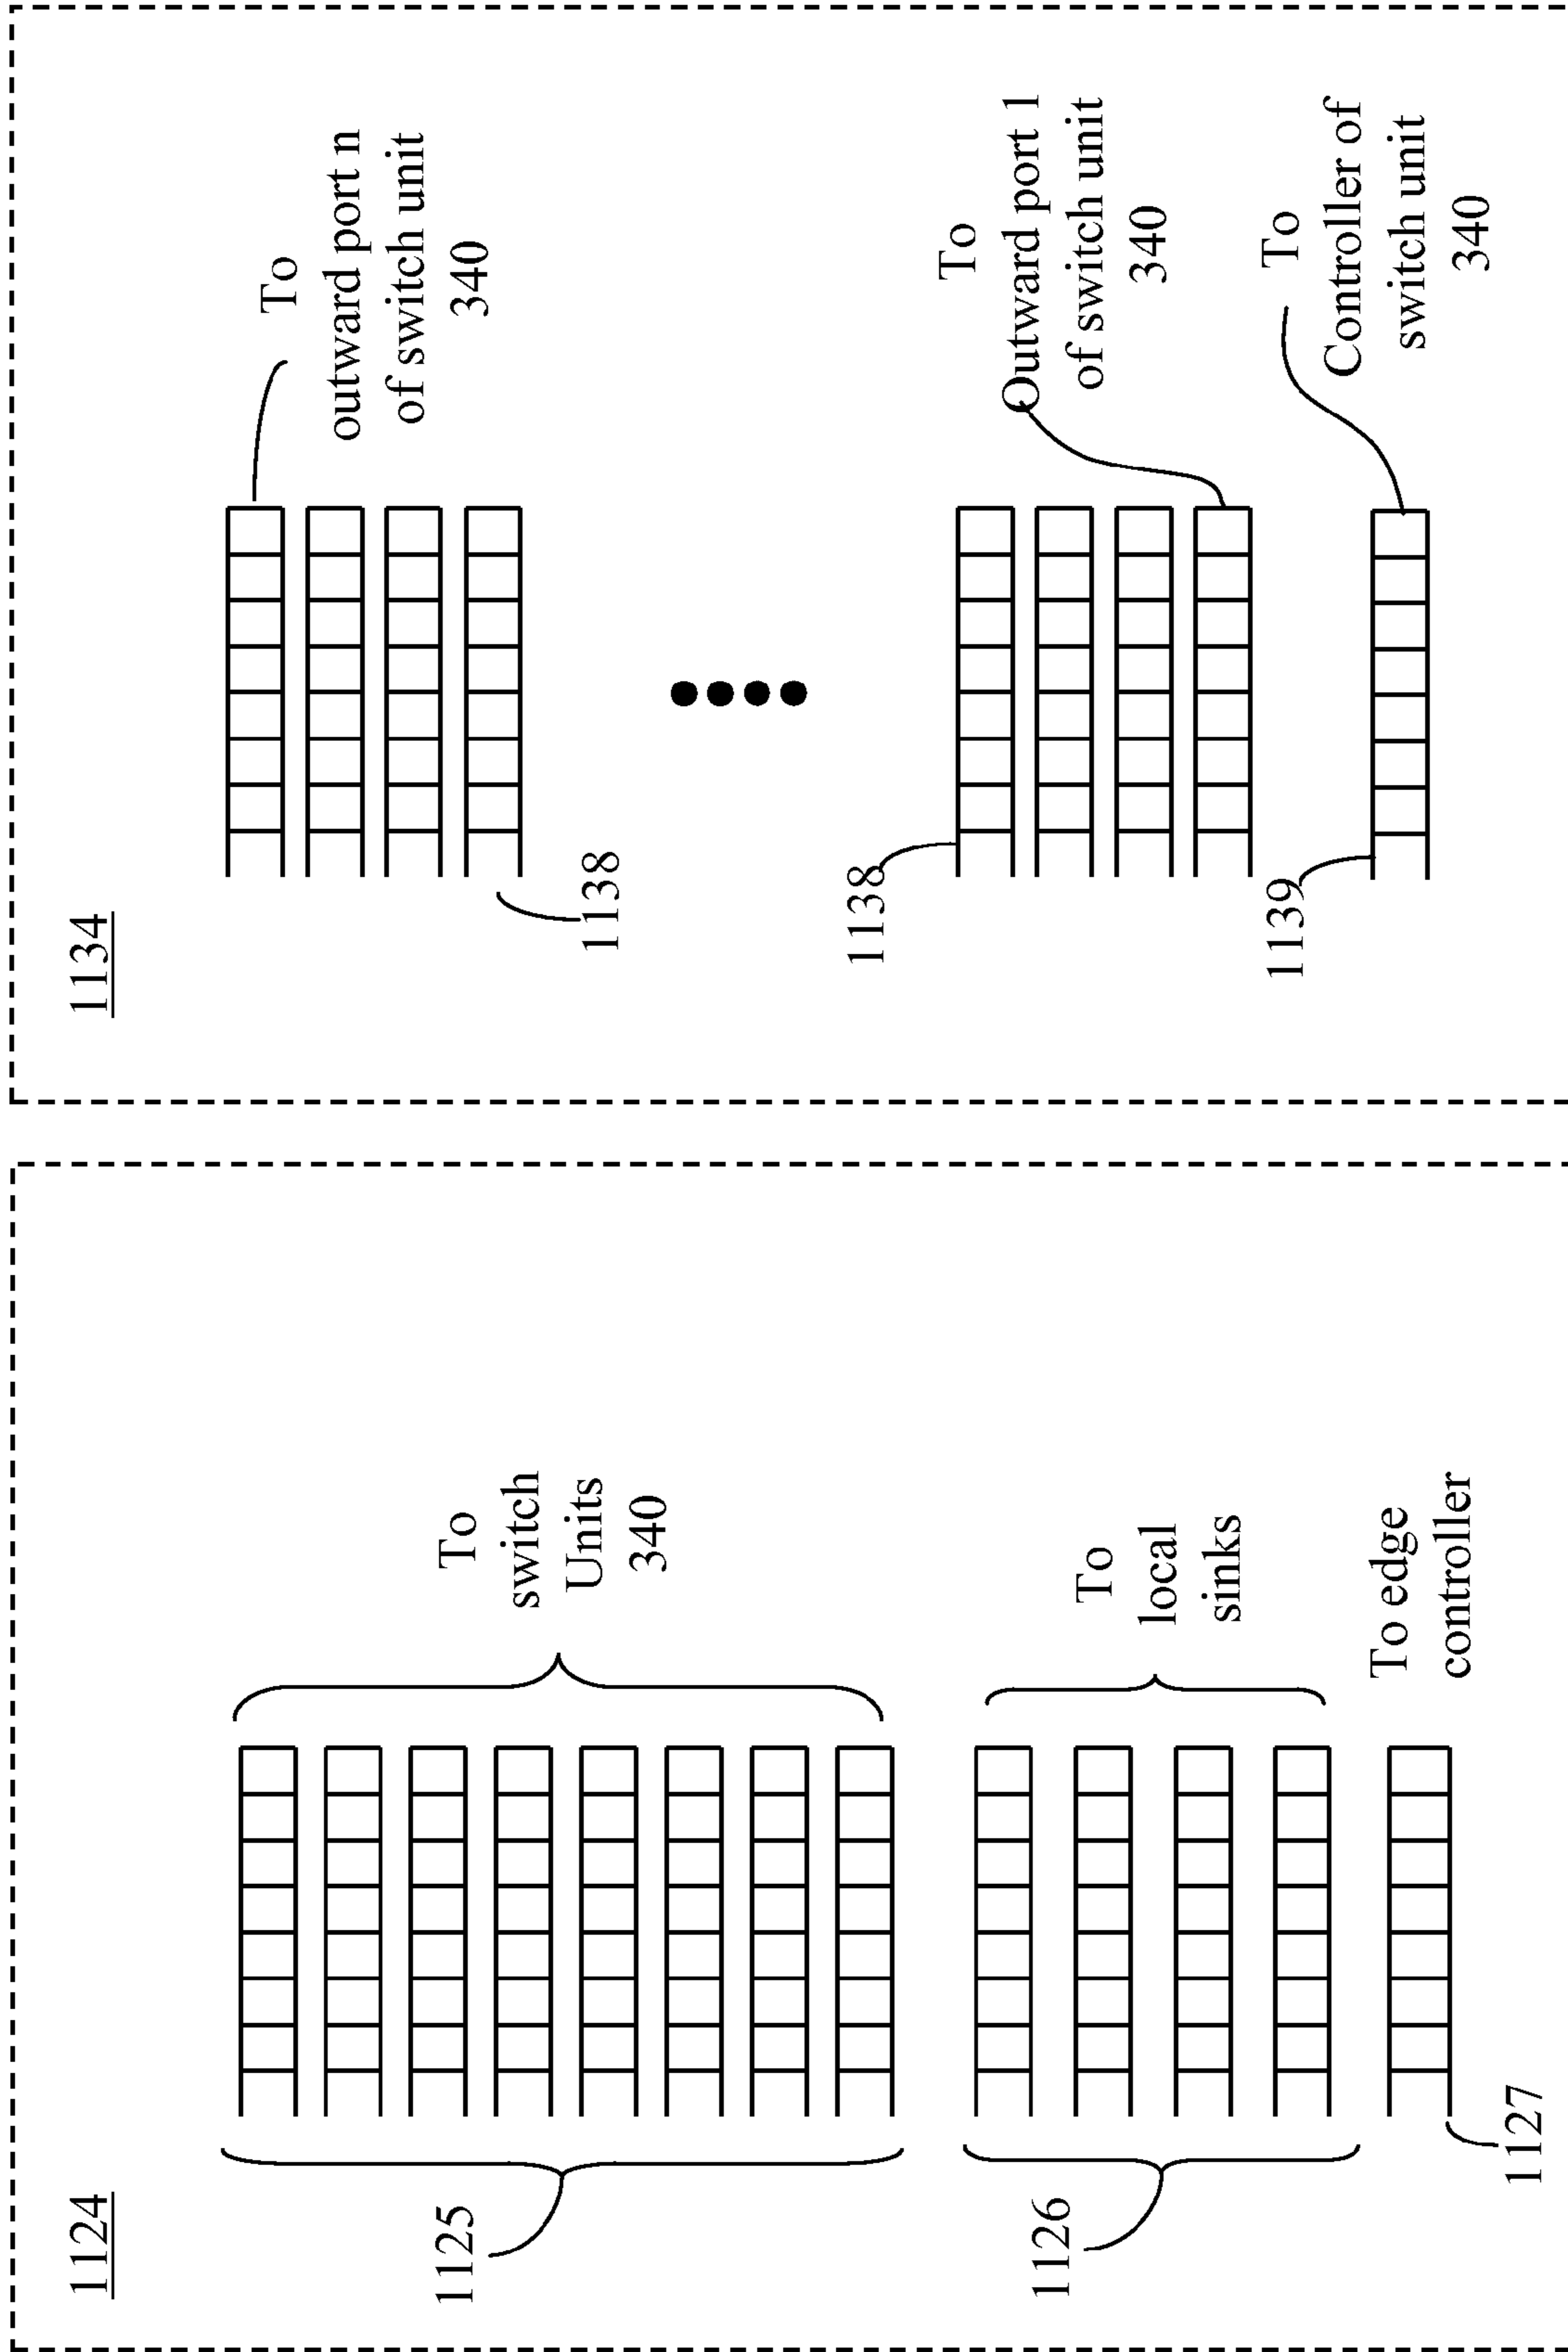 1124
1125
To
switch
Units
340
1126
To
local
sinks
1127
To edge
controller
1134
To
outward port n
of switch unit
340
1138
1138
To
Outward port 1
of switch unit
340
1139
To
Controller of
switch unit
340